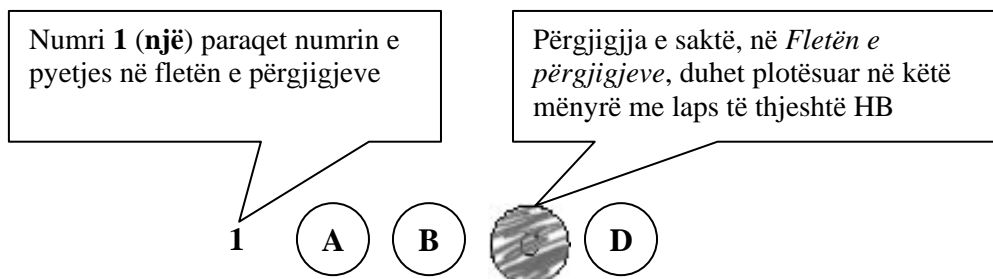 Numri 1 (një) paraqet numrin e
pyetjes në fletën e përgjigjeve
Përgjigjja e saktë, në Fletën e
përgjigjeve, duhet plotësuar në këtë
mënyrë me laps të thjeshtë HB
1 A B C D